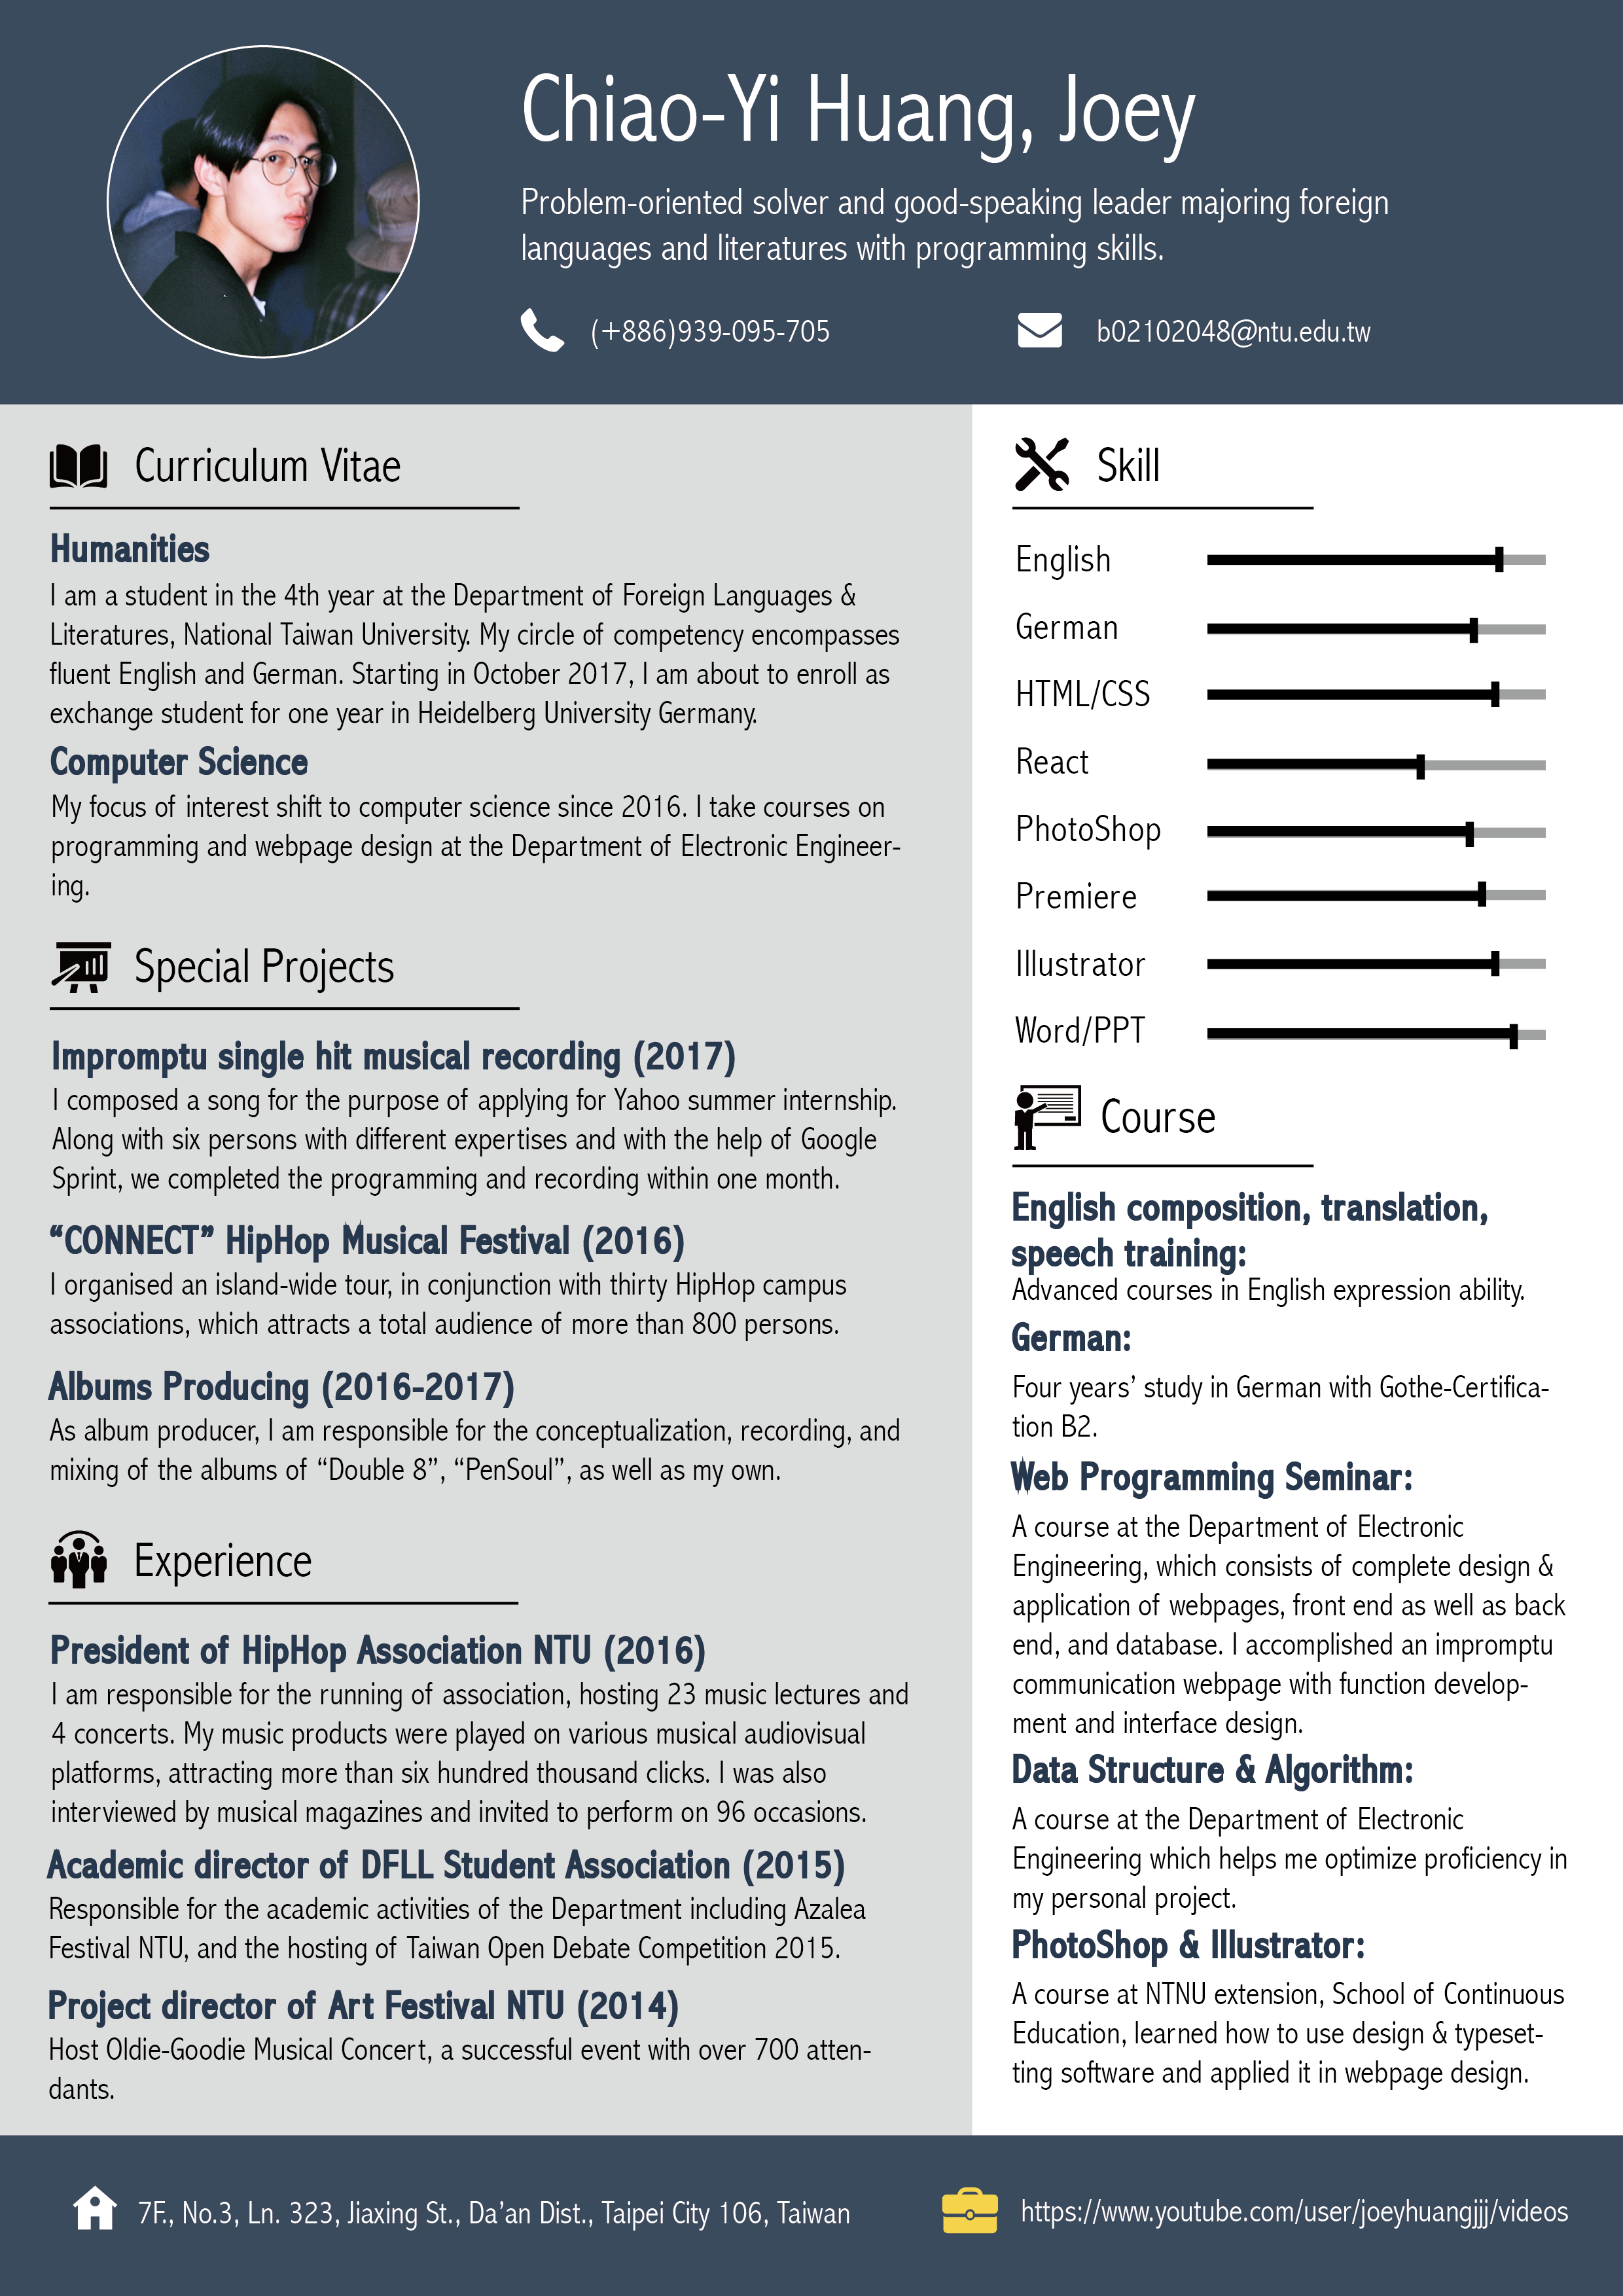 Chiao-Yi Huang, Joey
Problem-oriented solver and good-speaking leader majoring foreign
languages and literatures with programming skills.
(+886)939-095-705
b02102048@ntu.edu.tw
Curriculum Vitae
Humanities
I am a student in the 4th year at the Department of Foreign Languages &
Literatures, National Taiwan University. My circle of competency encompasses
fluent English and German. Starting in October 2017, I am about to enroll as
exchange student for one year in Heidelberg University Germany.
Computer Science
My focus of interest shift to computer science since 2016. I take courses on
programming and webpage design at the Department of Electronic Engineer-
ing.
Special Projects
Impromptu single hit musical recording (2017)
I composed a song for the purpose of applying for Yahoo summer internship.
Along with six persons with different expertises and with the help of Google
Sprint, we completed the programming and recording within one month.
“CONNECT” HipHop Musical Festival (2016)
I organised an island-wide tour, in conjunction with thirty HipHop campus
associations, which attracts a total audience of more than 800 persons.
Albums Producing (2016-2017)
As album producer, I am responsible for the conceptualization, recording, and
mixing of the albums of “Double 8”, “PenSoul”, as well as my own.
Experience
President of HipHop Association NTU (2016)
I am responsible for the running of association, hosting 23 music lectures and
4 concerts. My music products were played on various musical audiovisual
platforms, attracting more than six hundred thousand clicks. I was also
interviewed by musical magazines and invited to perform on 96 occasions.
Academic director of DFLL Student Association (2015)
Responsible for the academic activities of the Department including Azalea
Festival NTU, and the hosting of Taiwan Open Debate Competition 2015.
Project director of Art Festival NTU (2014)
Host Oldie-Goodie Musical Concert, a successful event with over 700 atten-
dants.
Skill
English
German
HTML/CSS
React
PhotoShop
Premiere
Illustrator
Word/PPT
Course
English composition, translation,
speech training:
Advanced courses in English expression ability.
German:
Four years’ study in German with Gothe-Certifica-
tion B2.
Web Programming Seminar:
A course at the Department of Electronic
Engineering, which consists of complete design &
application of webpages, front end as well as back
end, and database. I accomplished an impromptu
communication webpage with function develop-
ment and interface design.
Data Structure & Algorithm:
A course at the Department of Electronic
Engineering which helps me optimize proficiency in
my personal project.
PhotoShop & Illustrator:
A course at NTNU extension, School of Continuous
Education, learned how to use design & typeset-
ting software and applied it in webpage design.
7F., No.3, Ln. 323, Jiaxing St., Da’an Dist., Taipei City 106, Taiwan
https://www.youtube.com/user/joeyhuangjjj/videos